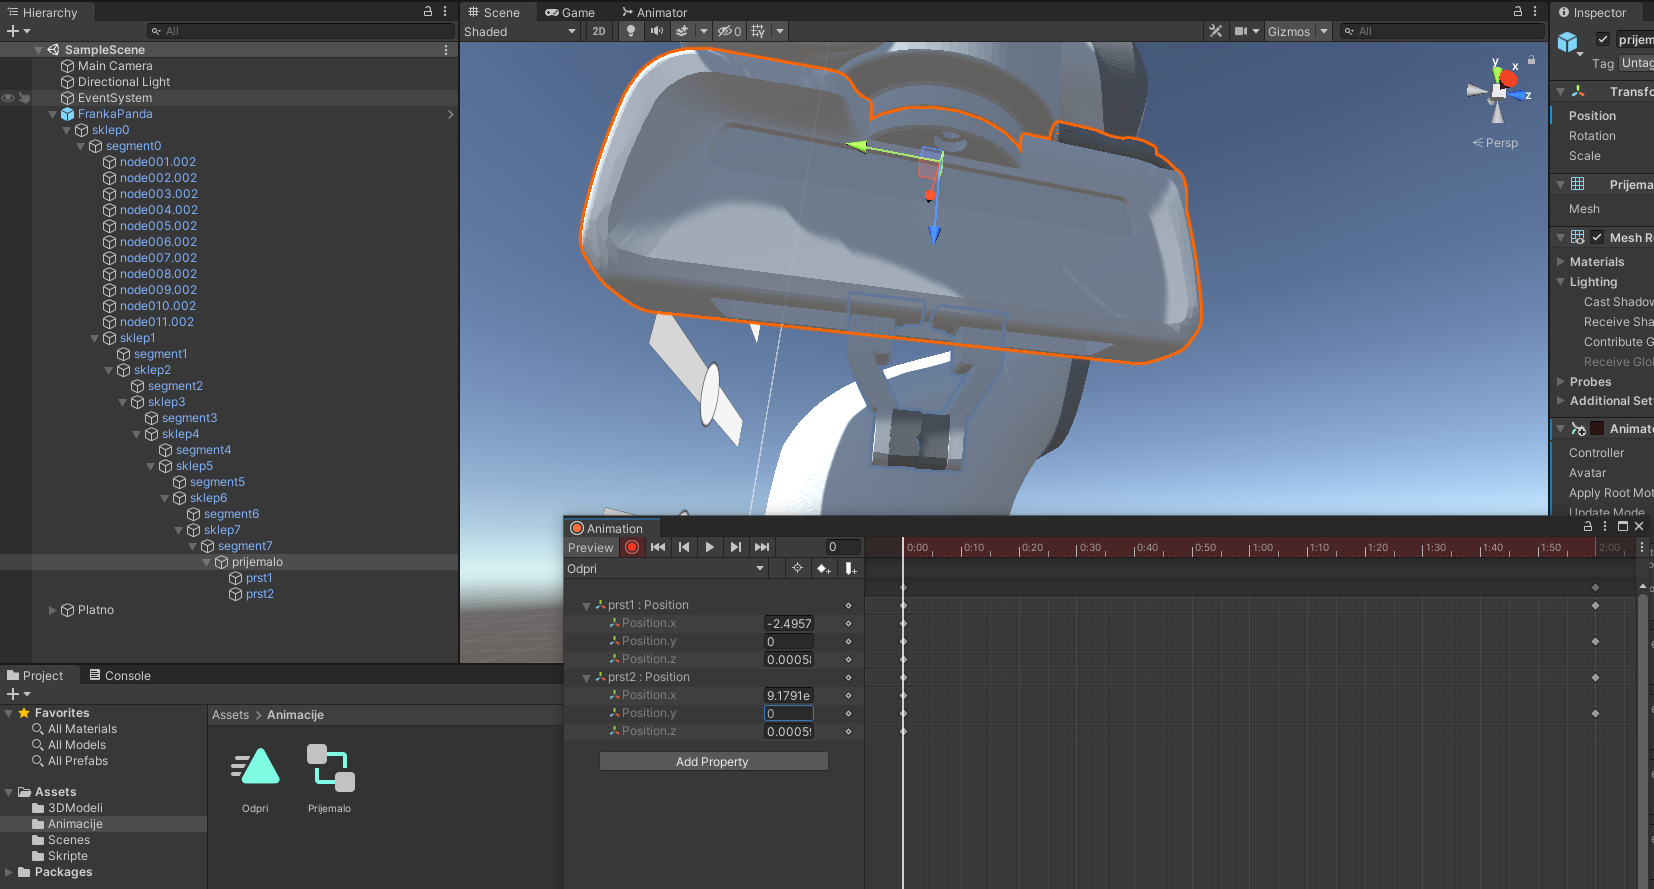 Hierarchy
All
SampleScene
Main Camera
Directional Light
EventSystem
FrankaPanda
sklep0
segment0
node001.002
node002.002
node003.002
node004.002
node005.002
node006.002
node007.002
node008.002
node009.002
node010.002
node011.002
sklep1
segment1
sklep2
segment2
sklep3
segment3
sklep4
segment4
sklep5
segment5
sklep6
segment6
sklep7
segment7
prijemalo
prst1
prst2
Platno
Scene Game Animator
Shaded 2D 0 Gizmos All
y
x
z
Persp
Inspector
prijem
Tag Untag
Transfo
Position
Rotation
Scale
Prijema
Mesh
Mesh R
Materials
Lighting
Cast Shadow
Receive Sha
Contribute G
Receive Glo
Probes
Additional Set
Animato
Controller
Avatar
Apply Root Mot
Update Mode
Animation
Preview 0
0:00 0:10 0:20 0:30 0:40 0:50 1:00 1:10 1:20 1:30 1:40 1:50 2:00
Odpri
prst1 : Position
Position.x -2.4957
Position.y 0
Position.z 0.0005
prst2 : Position
Position.x 9.1791e
Position.y 0
Position.z 0.0005
Add Property
Project Console
Favorites
All Materials
All Models
All Prefabs
Assets
3DModeli
Animacije
Scenes
Skripte
Packages
Assets > Animacije
Odpri
Prijemalo